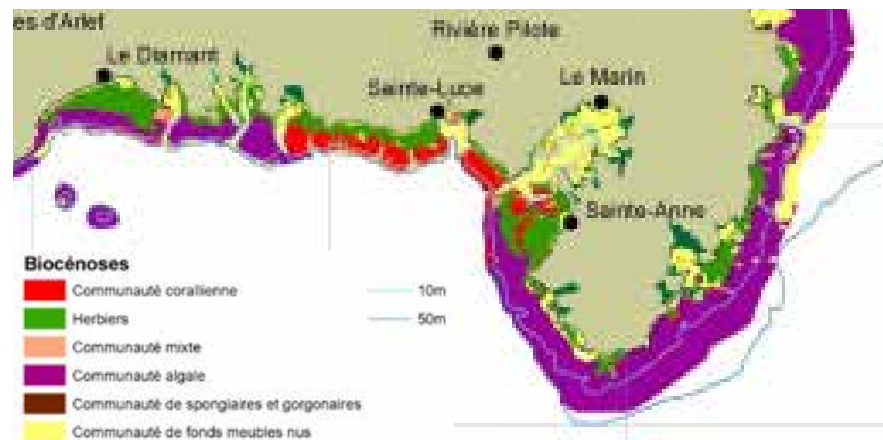 es d'Arlet
Rivière Pilote
Le Diamant
Le Marin
Sainte-Luce
Sainte-Anne
Biocénoses
Communauté corallienne 10m
Herbiers 50m
Communauté mixte
Communauté algale
Communauté de spongiaires et gorgonaires
Communauté de fonds meubles nus